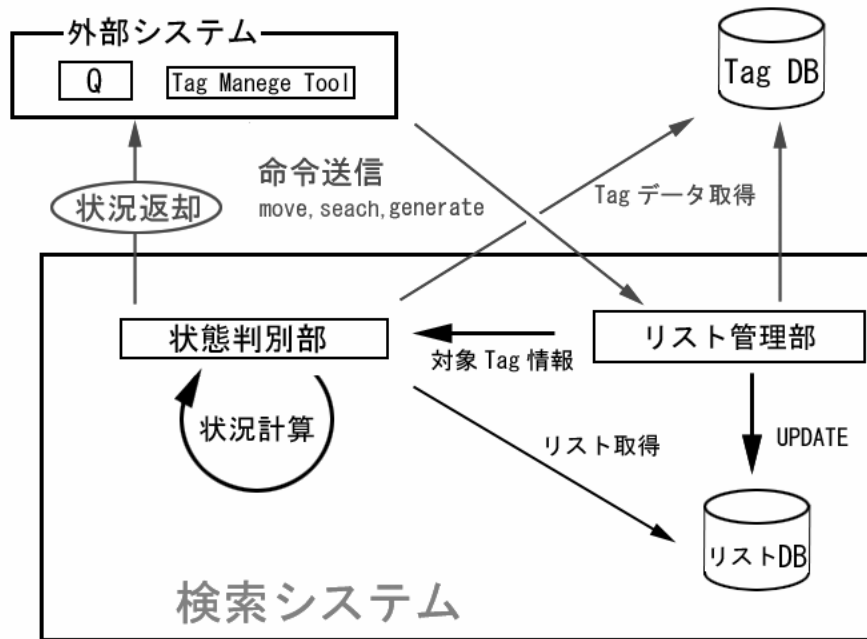 外部システム
Q
Tag Manege Tool
Tag DB
状況返却
命令送信
move, seach, generate
Tag データ取得
状態判別部
対象 Tag 情報
リスト管理部
状況計算
リスト取得
UPDATE
リストDB
検索システム